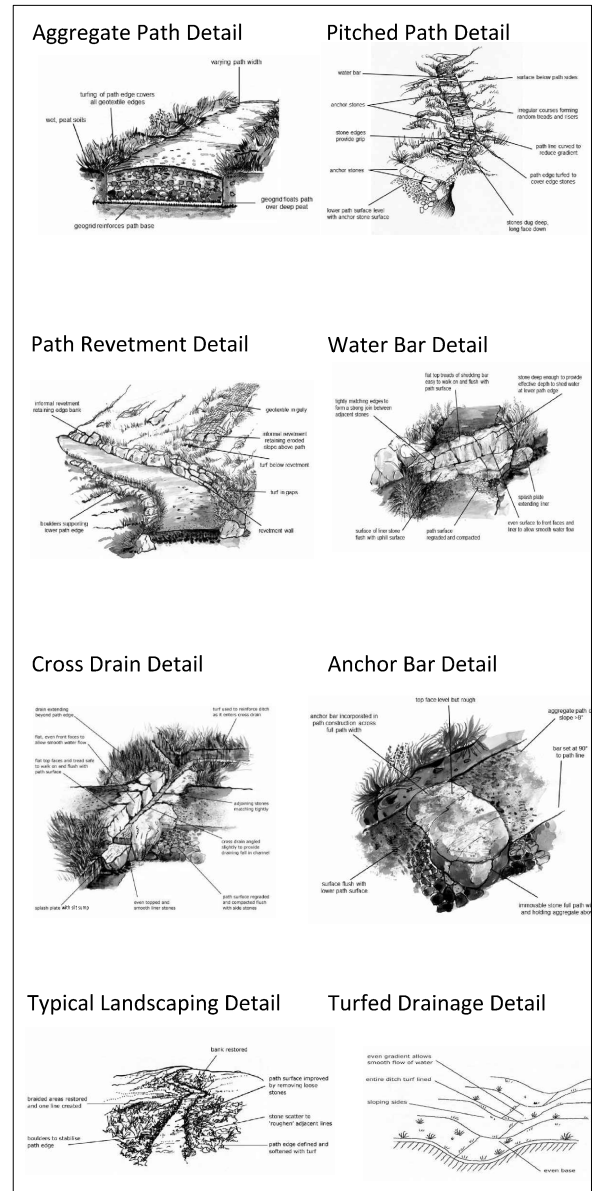 Aggregate Path Detail
varying path width
turfing of path edge covers
all geotextile edges
wet, peat soils
geogrid floats path
over deep peat
geogrid reinforces path base
Pitched Path Detail
water bar
surface below path sides
anchor stones
irregular courses forming
random treads and risers
stone edges
provide grip
path line curved to
reduce gradient
anchor stones
path edge turfed to
cover edge stones
lower path surface level
with anchor stone surface
stones dug deep,
long face down
Path Revetment Detail
informal revetment
retaining edge bank
geotextile in gully
informal revetment
retaining eroded
slope above path
turf below revetment
turf in gaps
boulders supporting
lower path edge
revetment wall
Water Bar Detail
flat top treads of shedding bar
easy to walk on and flush with
path surface
stone deep enough to provide
effective depth to shed water
at lower path edge
tightly matching edges to
form a strong join between
adjacent stones
splash plate
extending liner
surface of liner stone
flush with uphill surface
path surface
regraded and compacted
even surface to front faces and
liner to allow smooth water flow
Cross Drain Detail
drain extending
beyond path edge
turf used to reinforce ditch
as it enters cross drain
flat, even front faces to
allow smooth water flow
flat top faces and tread safe
to walk on and flush with
path surface
adjoining stones
matching tightly
cross drain angled
slightly to provide
draining fall in channel
splash plate with silt sump
even topped and
smooth liner stones
path surface regraded
and compacted flush
with side stones
Anchor Bar Detail
top face level but rough
anchor bar incorporated in
path construction across
full path width
aggregate path
slope >8°
bar set at 90°
to path line
surface flush with
lower path surface
immovable stone full path
and holding aggregate
Typical Landscaping Detail
bank restored
path surface improved
by removing loose
stones
braided areas restored
and one line created
stone scatter to
'roughen' adjacent lines
boulders to stabilise
path edge
path edge defined and
softened with turf
Turfed Drainage Detail
even gradient allows
smooth flow of water
entire ditch turf lined
sloping sides
even base